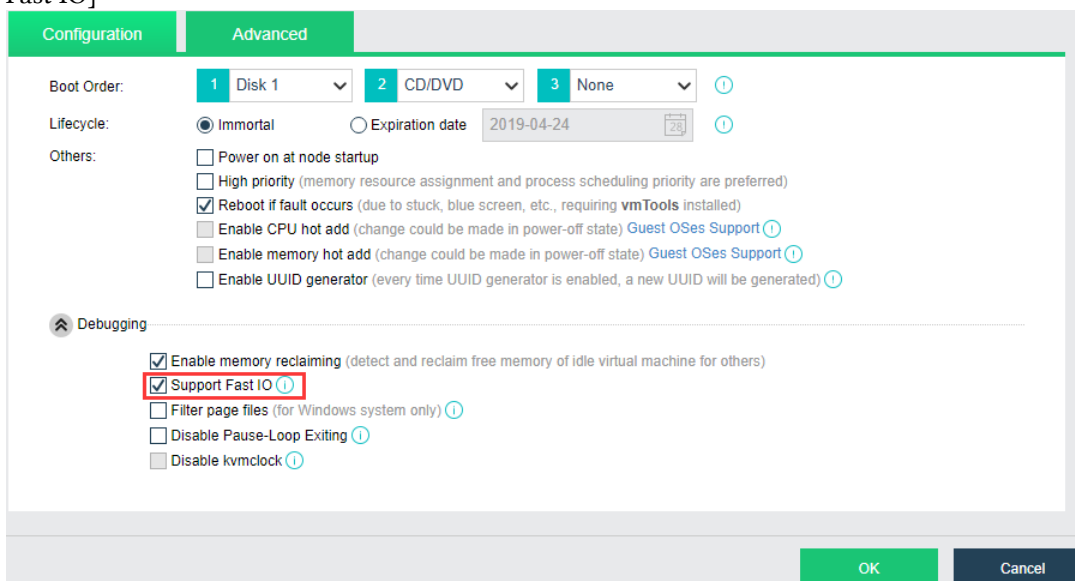 Fast IO]
Configuration Advanced
Boot Order: 1 Disk 1 2 CD/DVD 3 None
Lifecycle: Immortal Expiration date 2019-04-24 28
Others: Power on at node startup
High priority (memory resource assignment and process scheduling priority are preferred)
Reboot if fault occurs (due to stuck, blue screen, etc., requiring vmTools installed)
Enable CPU hot add (change could be made in power-off state) Guest OSes Support
Enable memory hot add (change could be made in power-off state) Guest OSes Support
Enable UUID generator (every time UUID generator is enabled, a new UUID will be generated)
Debugging
Enable memory reclaiming (detect and reclaim free memory of idle virtual machine for others)
Support Fast IO
Filter page files (for Windows system only)
Disable Pause-Loop Exiting
Disable kvmclock
OK Cancel